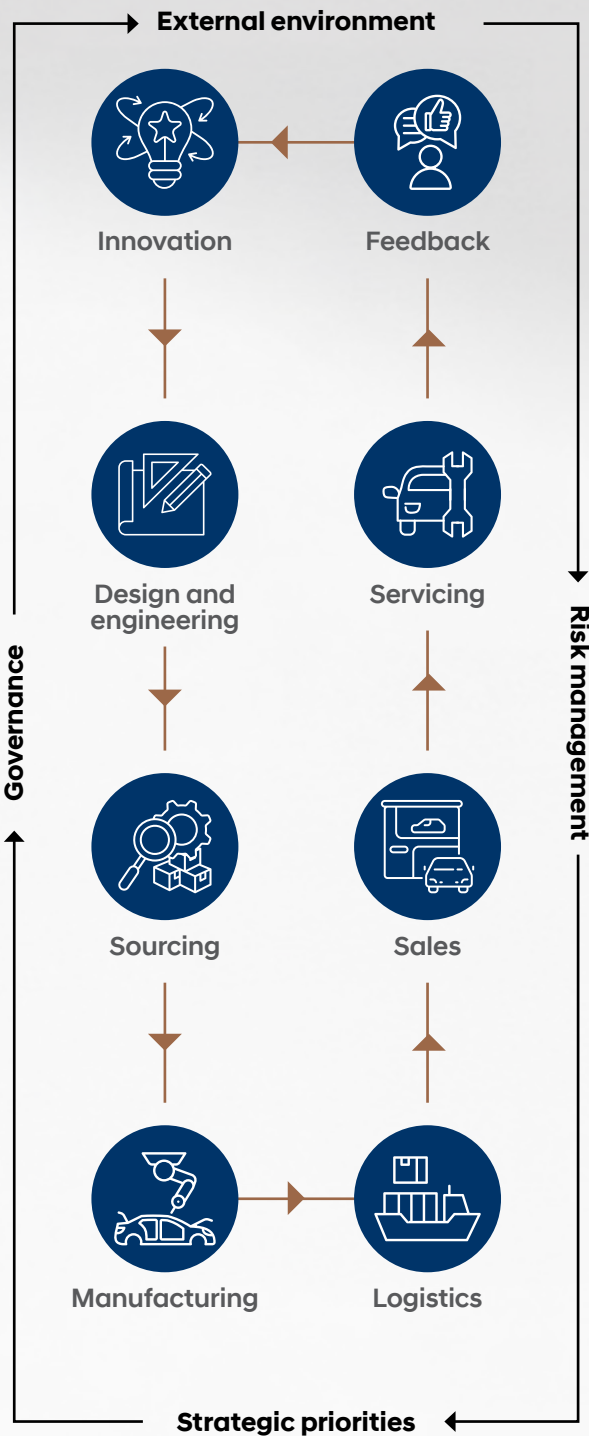 External environment
Innovation
Feedback
Design and
engineering
Servicing
Governance
Risk management
Sourcing
Sales
Manufacturing
Logistics
Strategic priorities